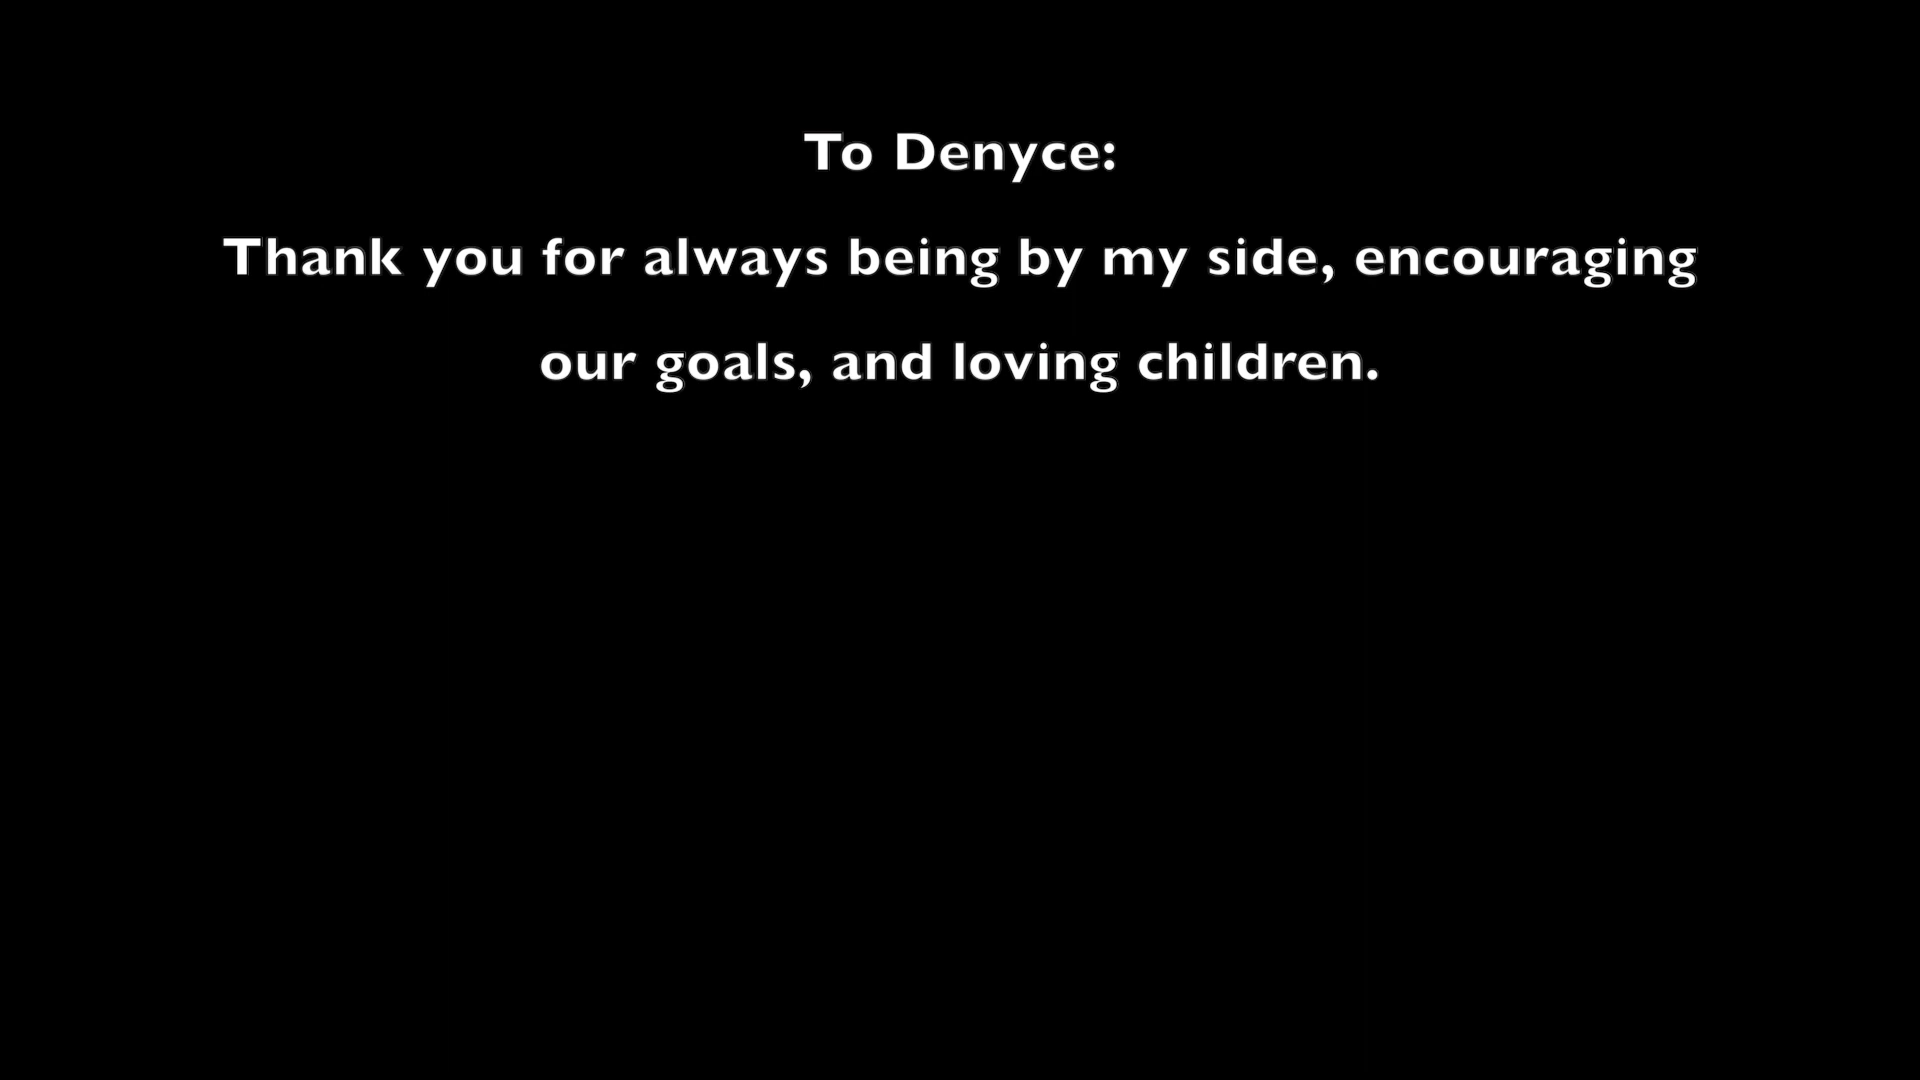 To Denyce:
Thank you for always being by my side, encouraging
our goals, and loving children.